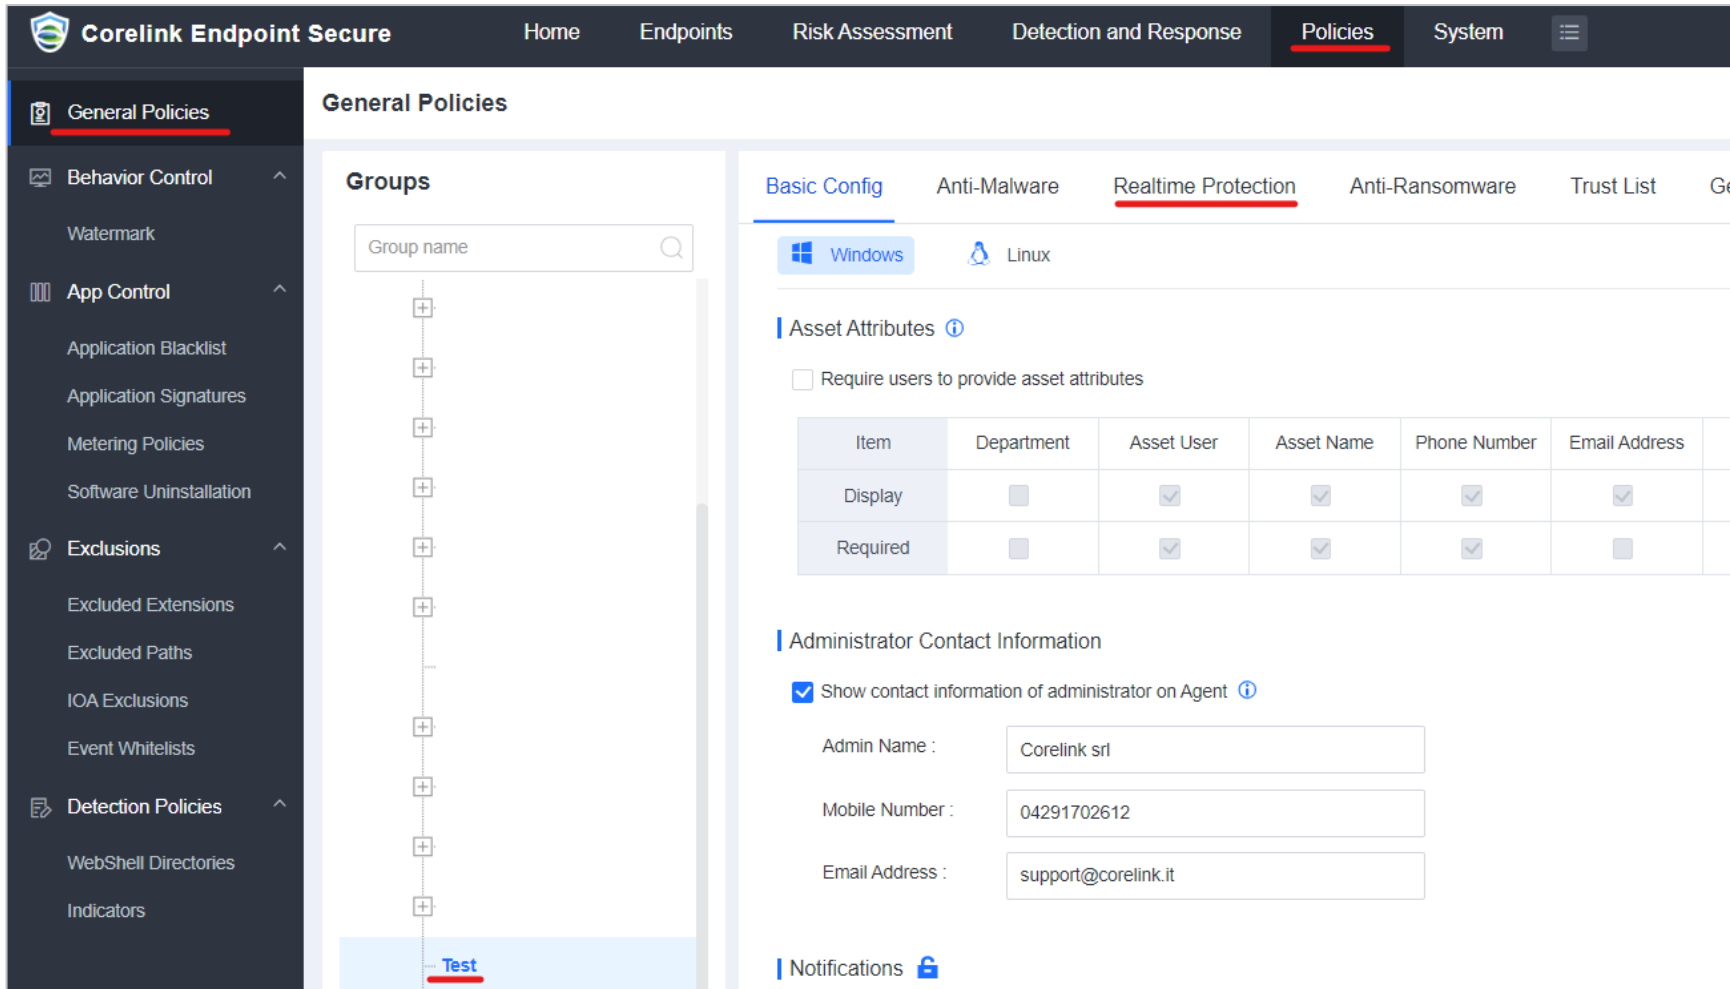 Corelink Endpoint Secure
Home Endpoints Risk Assessment Detection and Response Policies System
General Policies
Behavior Control
Watermark
App Control
Application Blacklist
Application Signatures
Metering Policies
Software Uninstallation
Exclusions
Excluded Extensions
Excluded Paths
IOA Exclusions
Event Whitelists
Detection Policies
WebShell Directories
Indicators
General Policies
Groups
Group name
Test
Basic Config Anti-Malware Realtime Protection Anti-Ransomware Trust List Ge
Windows Linux
Asset Attributes
Require users to provide asset attributes
Item Department Asset User Asset Name Phone Number Email Address
Display
Required
Administrator Contact Information
Show contact information of administrator on Agent
Admin Name : Corelink srl
Mobile Number : 04291702612
Email Address : support@corelink.it
Notifications